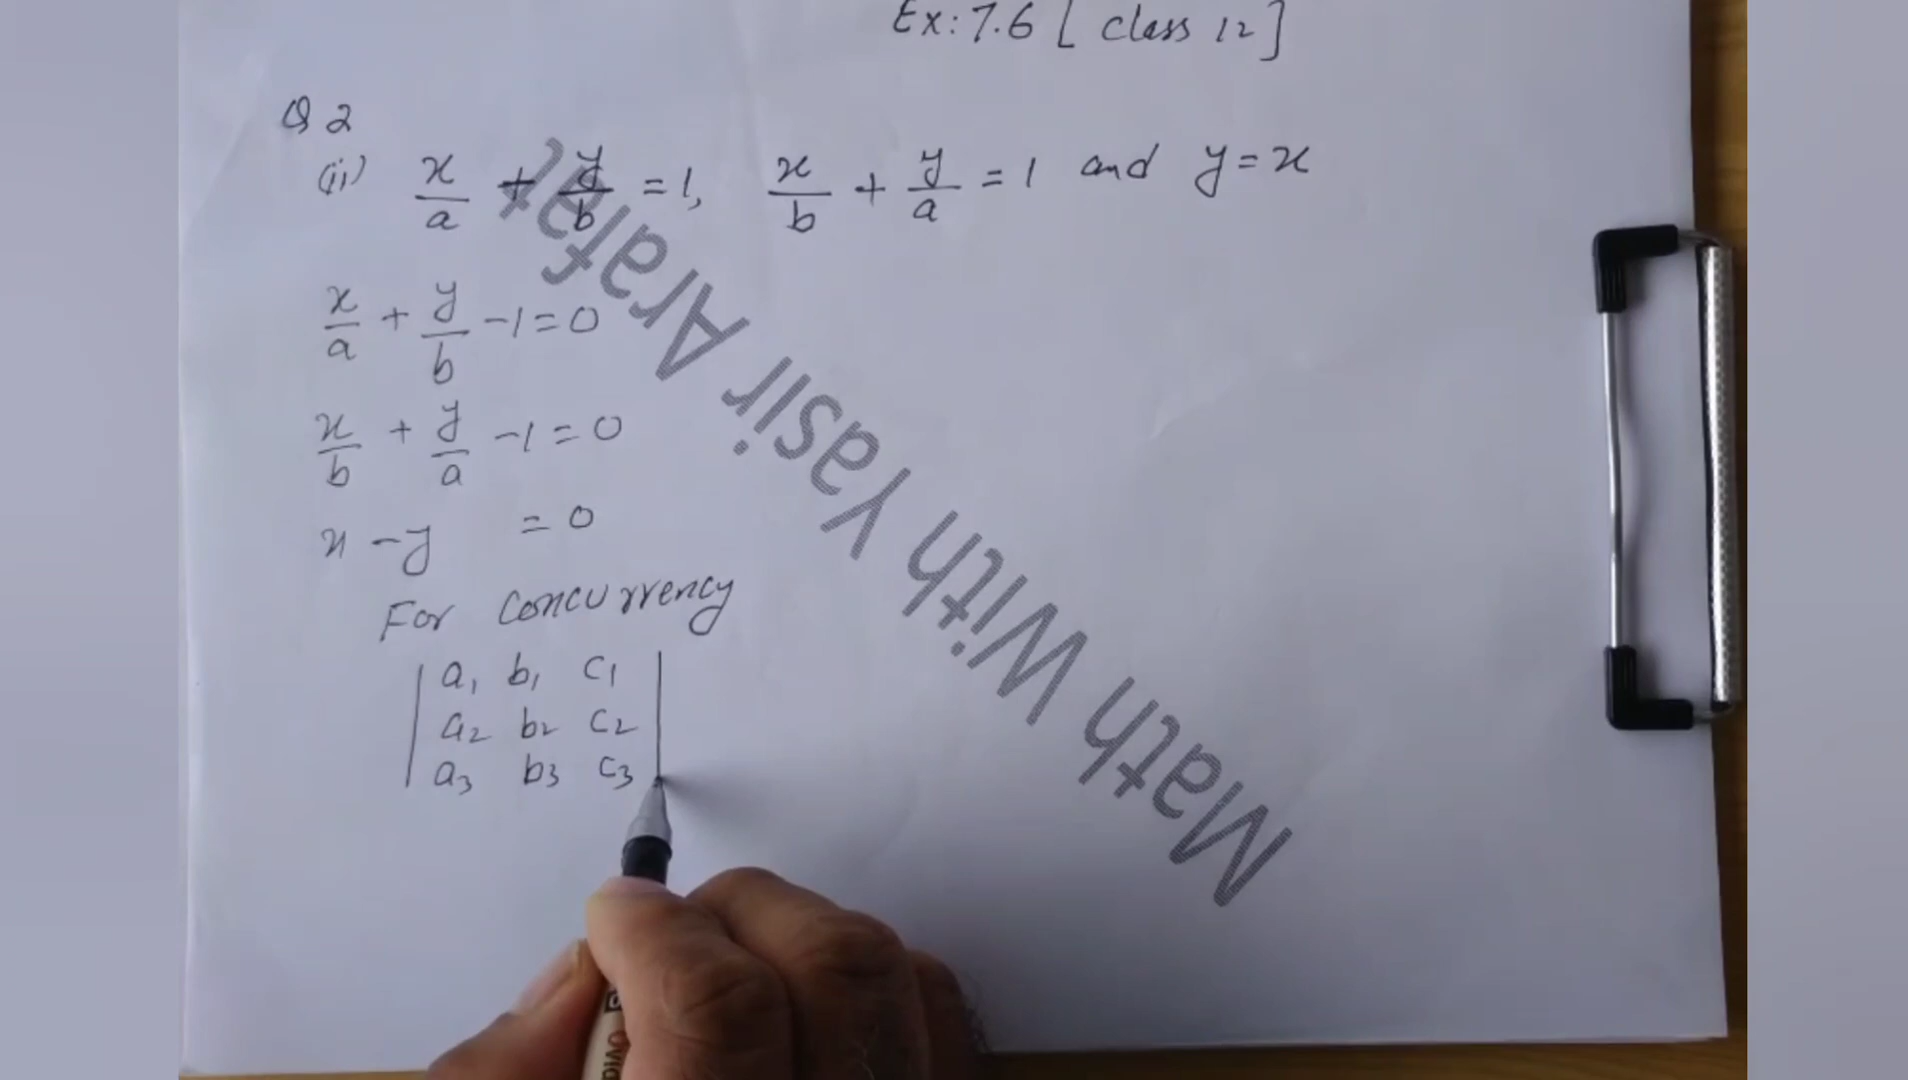 Ex: 7.6 [ class 12 ]
Q 2
(ii) x/a + y/b = 1, x/b + y/a = 1 and y = x
x/a + y/b - 1 = 0
x/b + y/a - 1 = 0
x - y = 0
For concurrency
| a1 b1 c1 |
| a2 b2 c2 |
| a3 b3 c3 |
Math With Yasir Arafat